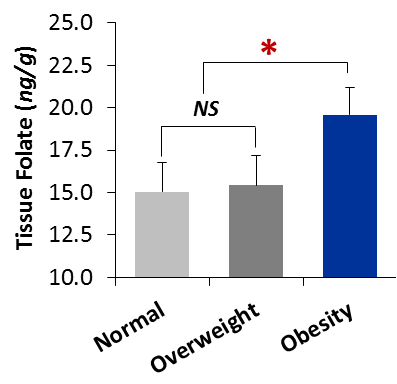 Tissue Folate (ng/g)
25.0
22.5
20.0
17.5
15.0
12.5
10.0
*
NS
Normal
Overweight
Obesity